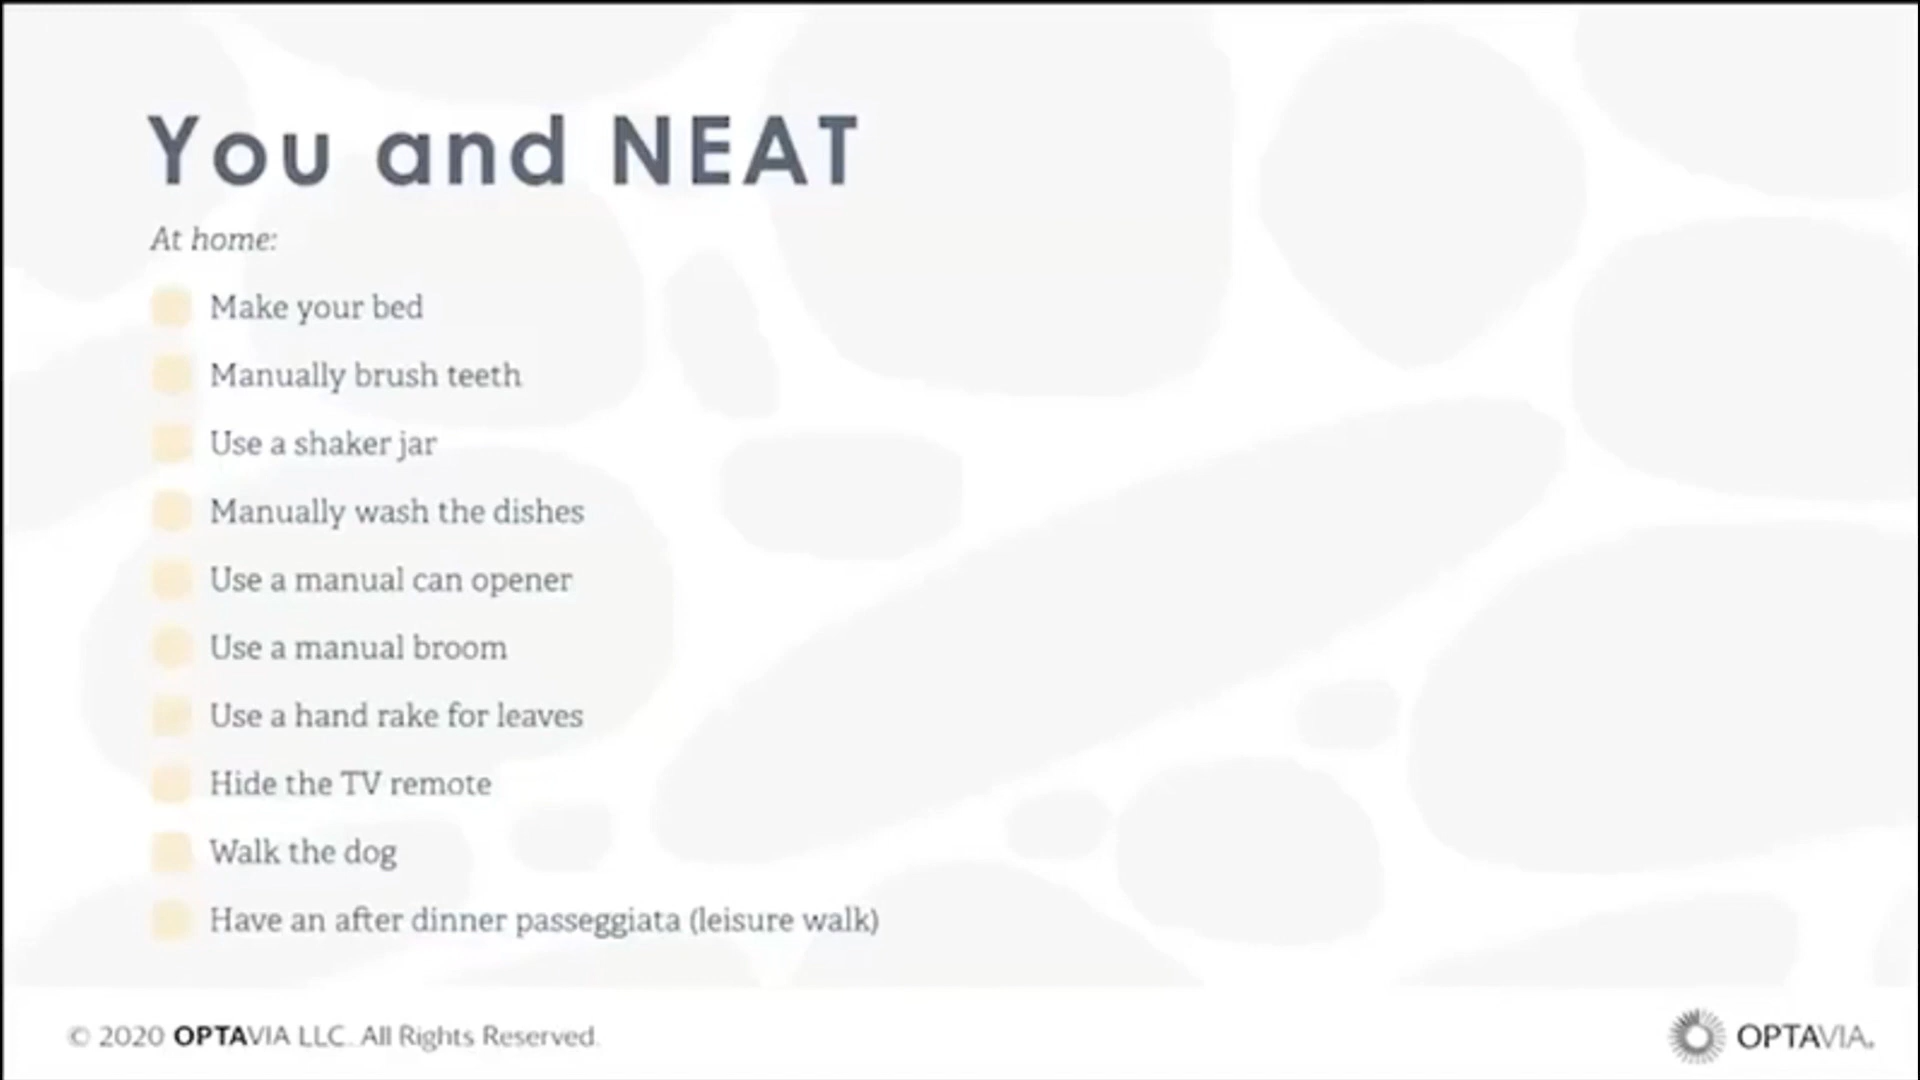 You and NEAT
At home:
Make your bed
Manually brush teeth
Use a shaker jar
Manually wash the dishes
Use a manual can opener
Use a manual broom
Use a hand rake for leaves
Hide the TV remote
Walk the dog
Have an after dinner passeggiata (leisure walk)
© 2020 OPTAVIA LLC. All Rights Reserved.
OPTAVIA.